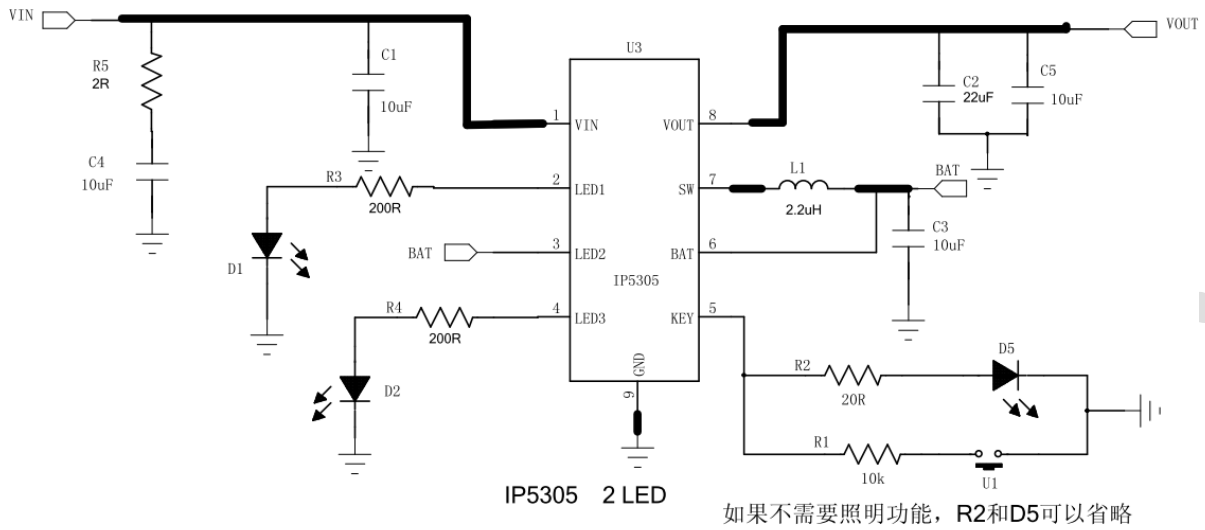 VIN
VOUT
R5
2R
C4
10uF
C1
10uF
U3
C2
22uF
C5
10uF
1
VIN
VOUT
8
R3
200R
2
LED1
SW
7
L1
2.2uH
BAT
C3
10uF
D1
BAT
3
LED2
BAT
6
IP5305
R4
200R
4
LED3
KEY
5
D2
GND
9
R2
20R
D5
R1
10k
U1
IP5305 2 LED
如果不需要照明功能，R2和D5可以省略